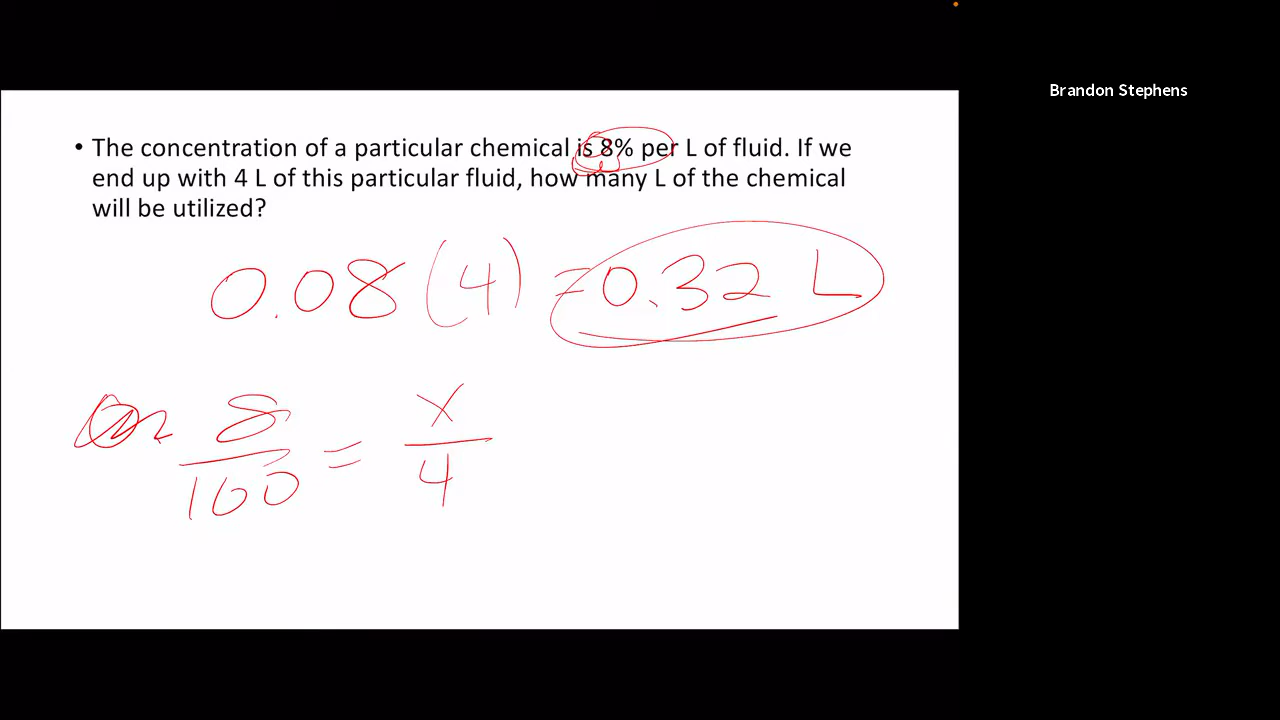 Brandon Stephens
• The concentration of a particular chemical is 8% per L of fluid. If we
end up with 4 L of this particular fluid, how many L of the chemical
will be utilized?
0.08 (4) = 0.32 L
8/100 = x/4